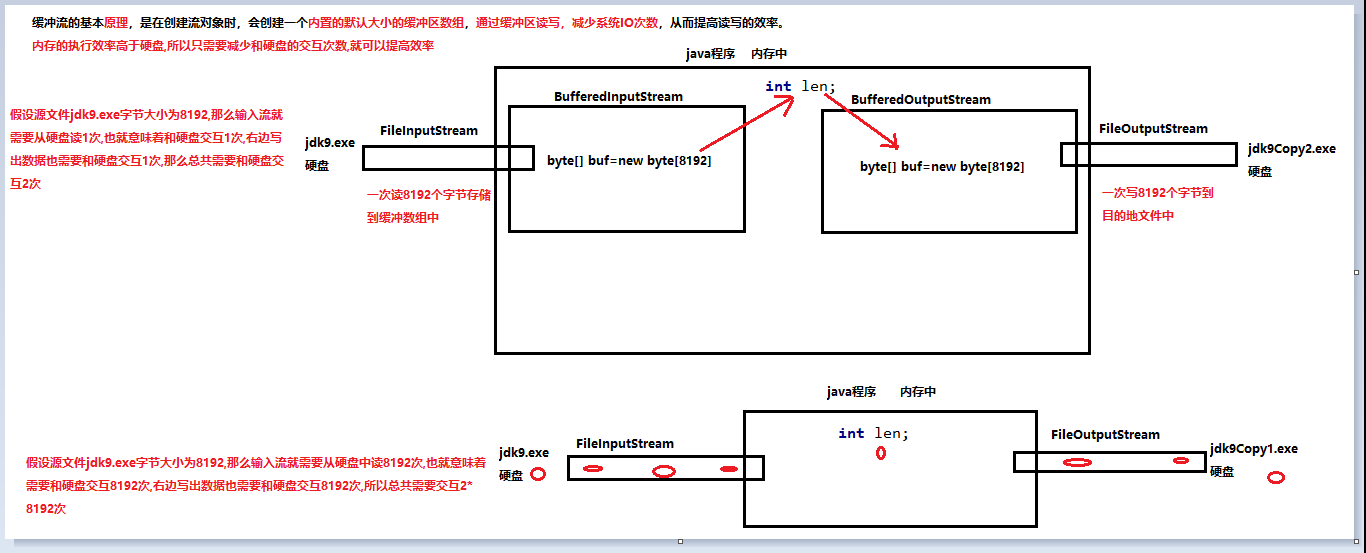 缓冲流的基本原理，是在创建流对象时，会创建一个内置的默认大小的缓冲区数组，通过缓冲区读写，减少系统IO次数，从而提高读写的效率。
内存的执行效率高于硬盘,所以只需要减少和硬盘的交互次数,就可以提高效率
java程序 内存中
int len;
BufferedInputStream
BufferedOutputStream
假设源文件jdk9.exe字节大小为8192,那么输入流就
需要从硬盘读1次,也就意味着和硬盘交互1次,右边写
出数据也需要和硬盘交互1次,那么总共需要和硬盘交
互2次
FileInputStream
jdk9.exe
硬盘
byte[] buf=new byte[8192]
byte[] buf=new byte[8192]
FileOutputStream
jdk9Copy2.exe
硬盘
一次读8192个字节存储
到缓冲数组中
一次写8192个字节到
目的地文件中
java程序 内存中
int len;
FileInputStream
FileOutputStream
jdk9.exe
硬盘
jdk9Copy1.exe
硬盘
假设源文件jdk9.exe字节大小为8192,那么输入流就需要从硬盘中读8192次,也就意味着
需要和硬盘交互8192次,右边写出数据也需要和硬盘交互8192次,所以总共需要交互2*
8192次